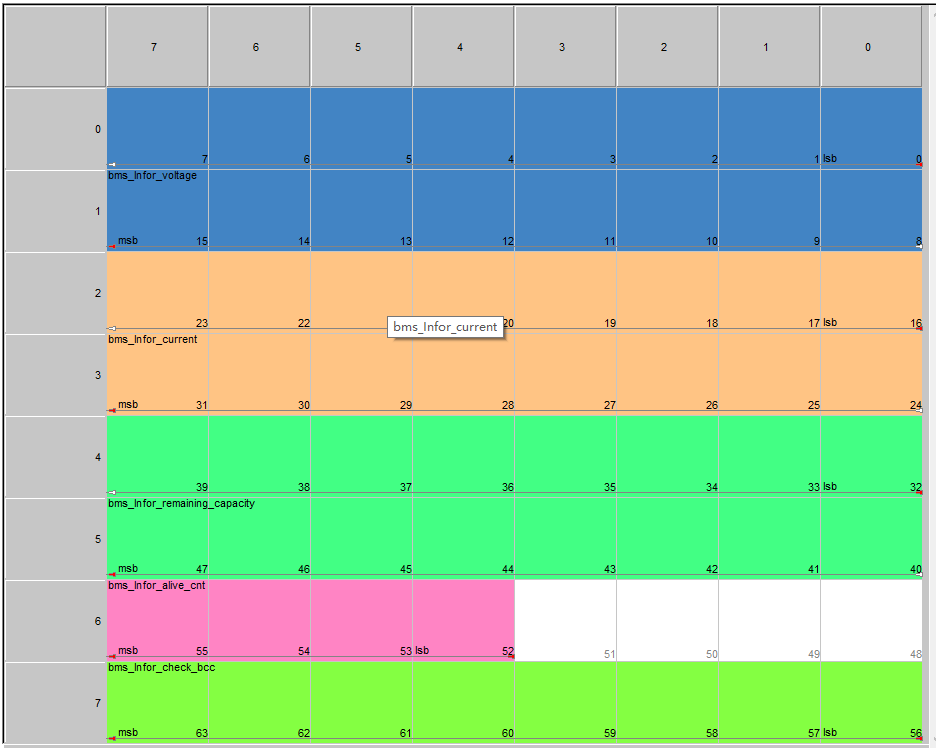 7 6 5 4 3 2 1 0
0
7 6 5 4 3 2 1 lsb 0
bms_Infor_voltage
1
msb 15 14 13 12 11 10 9 8
2
23 22 20 19 18 17 lsb 16
bms_Infor_current
bms_Infor_current
3
msb 31 30 29 28 27 26 25 24
4
39 38 37 36 35 34 33 lsb 32
bms_Infor_remaining_capacity
5
msb 47 46 45 44 43 42 41 40
bms_Infor_alive_cnt
6
msb 55 54 53 lsb 52 51 50 49 48
bms_Infor_check_bcc
7
msb 63 62 61 60 59 58 57 lsb 56